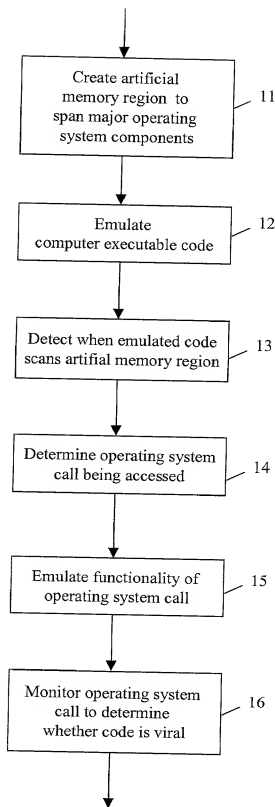 Create artificial
memory region to
span major operating
system components
11
Emulate
computer executable code
12
Detect when emulated code
scans artifial memory region
13
Determine operating system
call being accessed
14
Emulate functionality of
operating system call
15
Monitor operating system
call to determine
whether code is viral
16